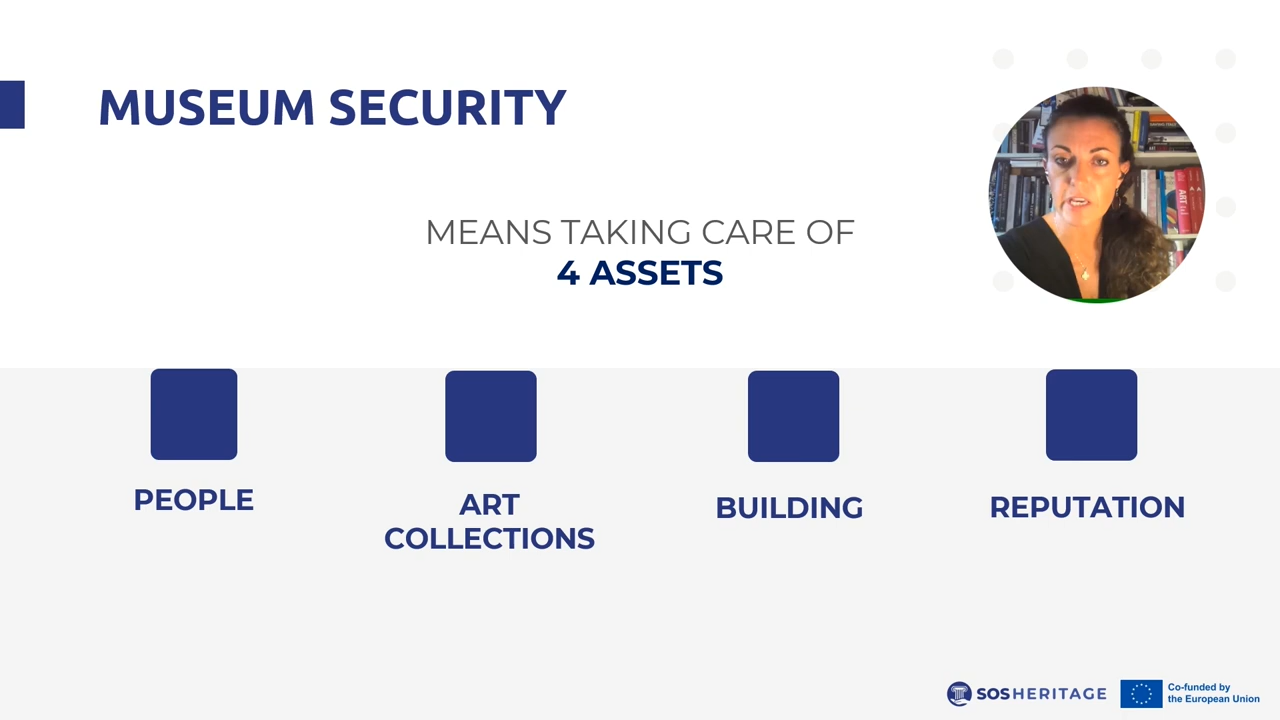 MUSEUM SECURITY
MEANS TAKING CARE OF
4 ASSETS
PEOPLE
ART
COLLECTIONS
BUILDING
REPUTATION
ART
SOSHERITAGE
Co-funded by
the European Union